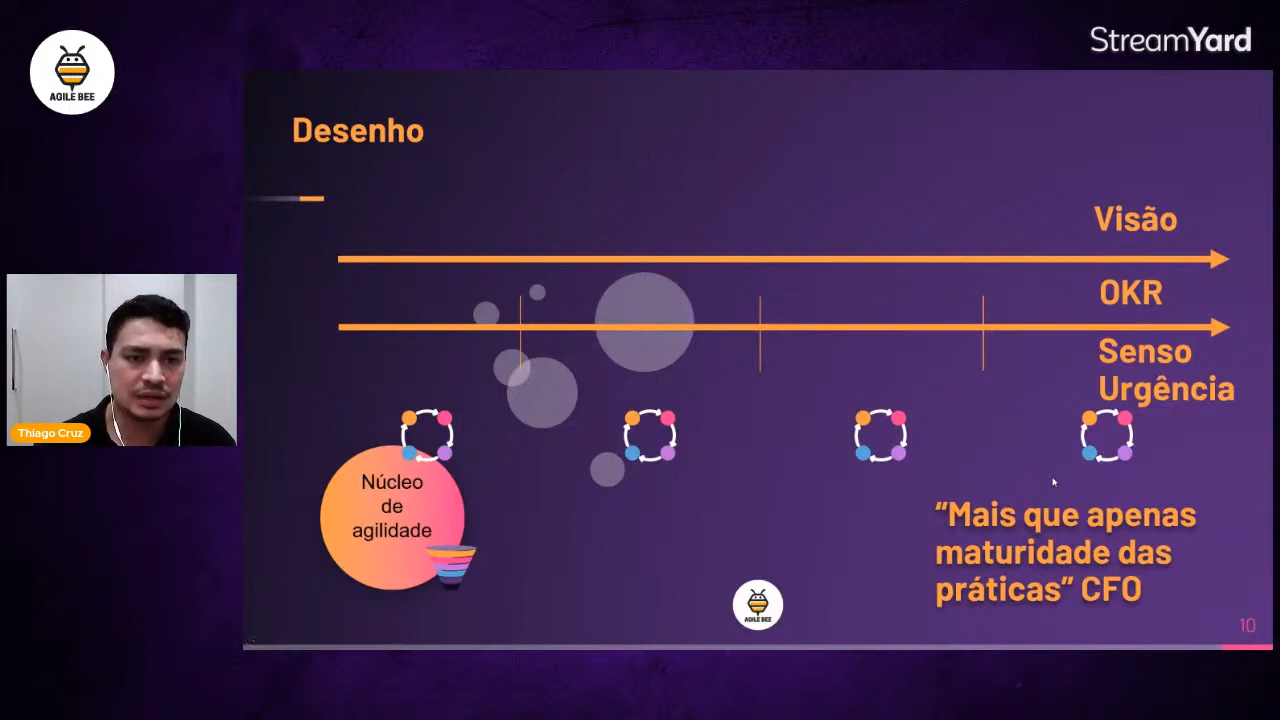 AGILE BEE
StreamYard
Desenho
Visão
OKR
Senso
Urgência
Thiago Cruz
Núcleo
de
agilidade
“Mais que apenas
maturidade das
práticas” CFO
AGILE BEE
10